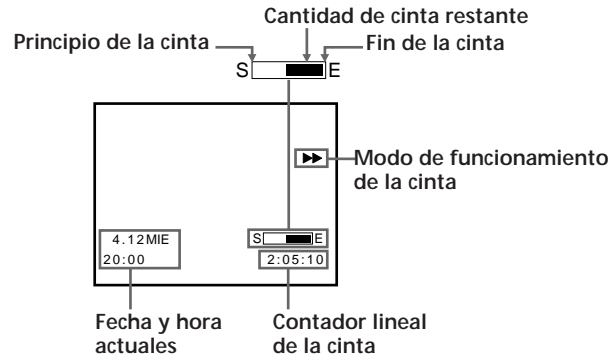 Cantidad de cinta restante
Principio de la cinta
Fin de la cinta
S E
Modo de funcionamiento
de la cinta
4.12MIE
S E
20:00
2:05:10
Fecha y hora
actuales
Contador lineal
de la cinta